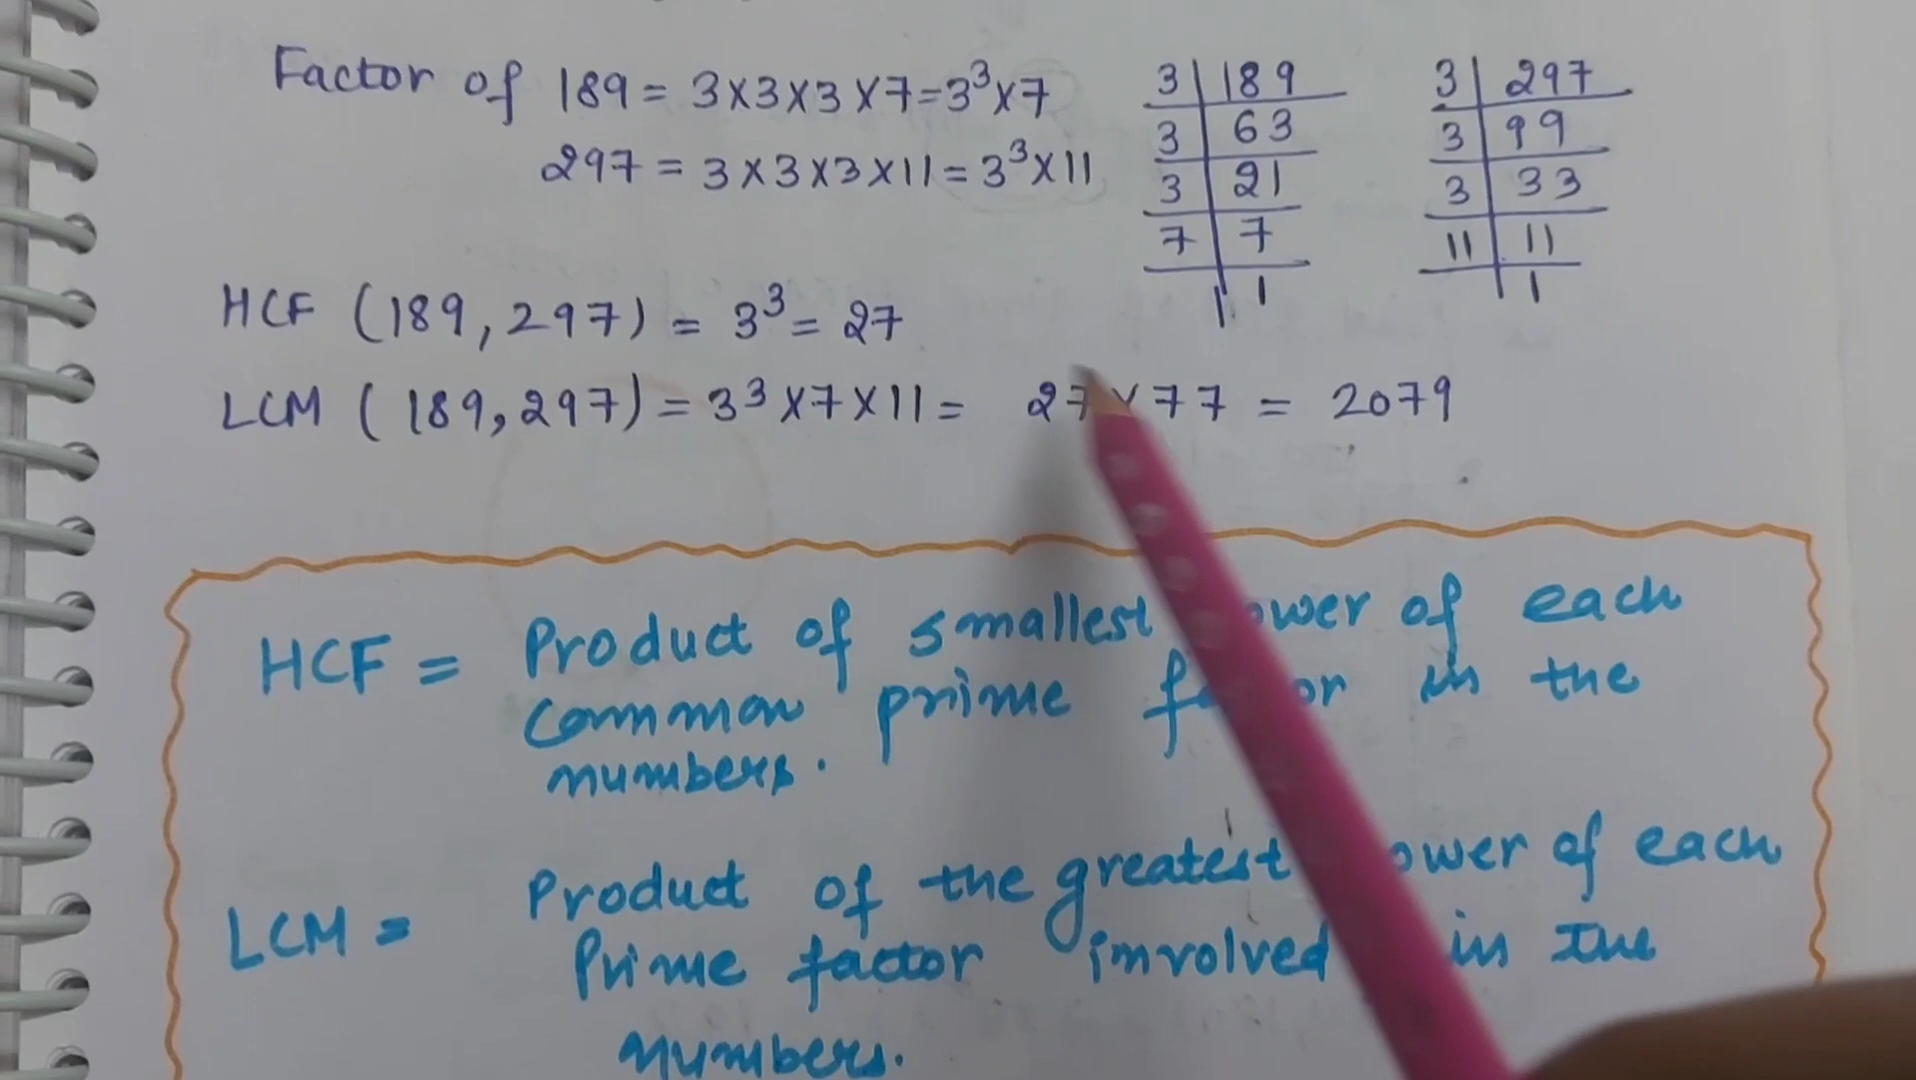 Factor of 189 = 3×3×3×7=3³×7
297 = 3×3×3×11=3³×11
3 | 189
3 | 63
3 | 21
7 | 7
1
3 | 297
3 | 99
3 | 33
11 | 11
1
HCF (189,297) = 3³ = 27
LCM (189,297) = 3³×7×11 = 27×77 = 2079
HCF = Product of smallest of each
common prime in the
numbers.
LCM = Product of the greatest of each
Prime factor involved in the
numbers.